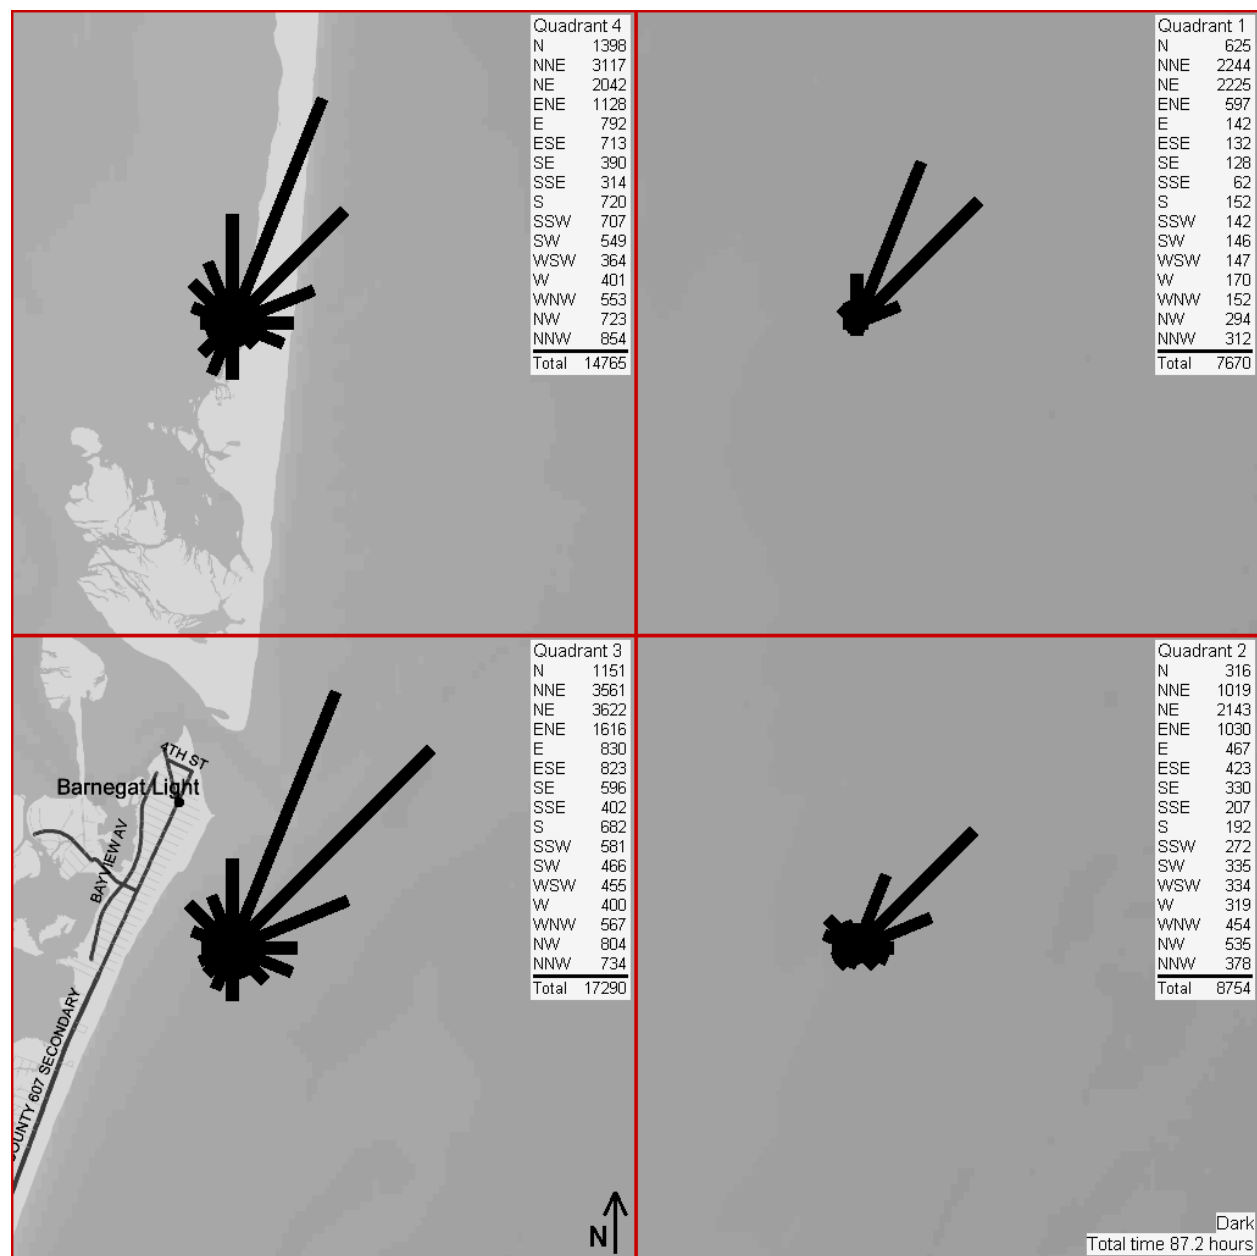 Quadrant 4
N 1398
NNE 3117
NE 2042
ENE 1128
E 792
ESE 713
SE 390
SSE 314
S 720
SSW 707
SW 549
WSW 364
W 401
WNW 553
NW 723
NNW 854
Total 14765
Quadrant 1
N 625
NNE 2244
NE 2225
ENE 597
E 142
ESE 132
SE 128
SSE 62
S 152
SSW 142
SW 146
WSW 147
W 170
WNW 152
NW 294
NNW 312
Total 7670
Quadrant 3
N 1151
NNE 3561
NE 3622
ENE 1616
E 830
ESE 823
SE 596
SSE 402
S 682
SSW 581
SW 466
WSW 455
W 400
WNW 567
NW 804
NNW 734
Total 17290
4TH ST
Barnegat Light
BAYVIEW AV
COUNTY 607 SECONDARY
N
Quadrant 2
N 316
NNE 1019
NE 2143
ENE 1030
E 467
ESE 423
SE 330
SSE 207
S 192
SSW 272
SW 335
WSW 334
W 319
WNW 454
NW 535
NNW 378
Total 8754
Dark
Total time 87.2 hours